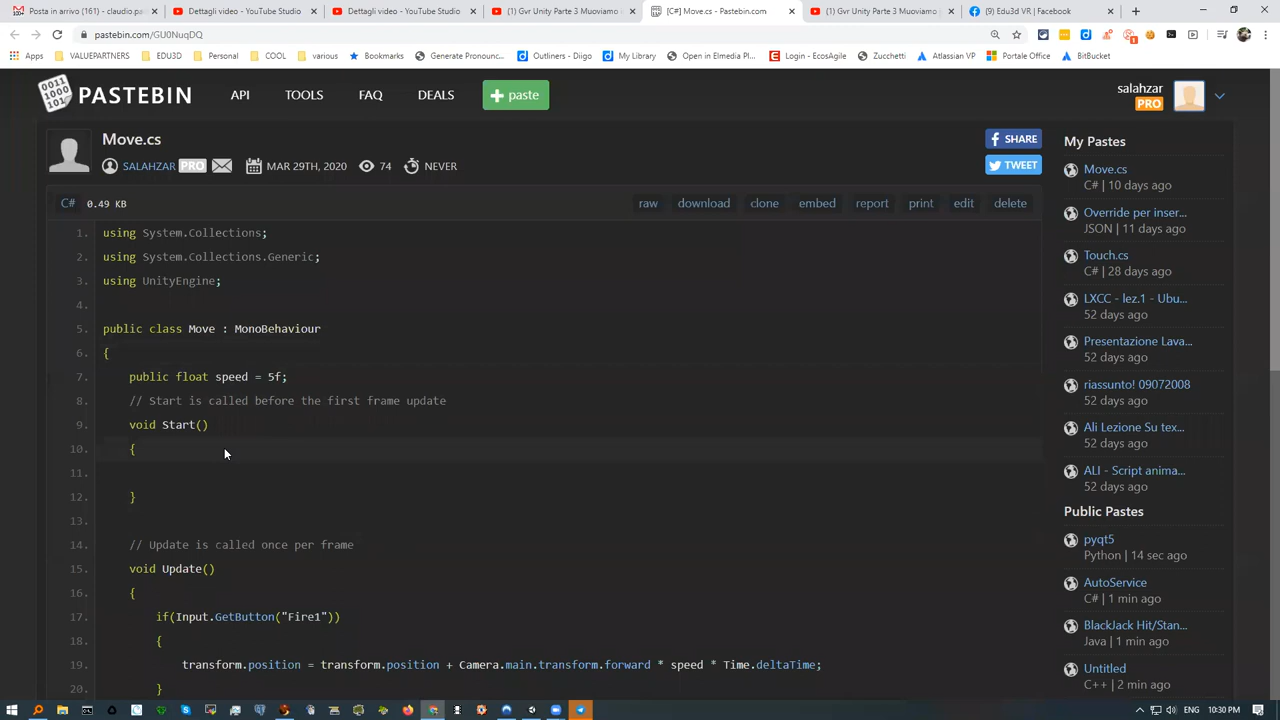 Posta in arrivo (161) - claudio.pa
Dettagli video - YouTube Studio
Dettagli video - YouTube Studio
(1) Gvr Unity Parte 3 Muoviamo i
[C#] Move.cs - Pastebin.com
(1) Gvr Unity Parte 3 Muoviamo
(9) Edu3d VR | Facebook
pastebin.com/GU0NuqDQ
Apps
VALUEPARTNERS
EDU3D
Personal
COOL
various
Bookmarks
Generate Pronounc...
Outliners - Diigo
My Library
Open in Elmedia Pl...
Login - EcosAgile
Zucchetti
Atlassian VP
Portale Office
BitBucket
PASTEBIN
API
TOOLS
FAQ
DEALS
+ paste
salahzar
PRO
Move.cs
SALAHZAR PRO
MAR 29TH, 2020
74
NEVER
SHARE
TWEET
C#
0.49 KB
raw
download
clone
embed
report
print
edit
delete
1. using System.Collections;
2. using System.Collections.Generic;
3. using UnityEngine;
4.
5. public class Move : MonoBehaviour
6. {
7. public float speed = 5f;
8. // Start is called before the first frame update
9. void Start()
10. {
11.
12. }
13.
14. // Update is called once per frame
15. void Update()
16. {
17. if(Input.GetButton("Fire1"))
18. {
19. transform.position = transform.position + Camera.main.transform.forward * speed * Time.deltaTime;
20. }
My Pastes
Move.cs
C# | 10 days ago
Override per inser...
JSON | 11 days ago
Touch.cs
C# | 28 days ago
LXCC - lez.1 - Ubu...
52 days ago
Presentazione Lava...
52 days ago
riassunto! 09072008
52 days ago
Ali Lezione Su tex...
52 days ago
ALI - Script anima...
52 days ago
Public Pastes
pyqt5
Python | 14 sec ago
AutoService
C# | 1 min ago
BlackJack Hit/Stan...
Java | 1 min ago
Untitled
C++ | 2 min ago
10:30 PM